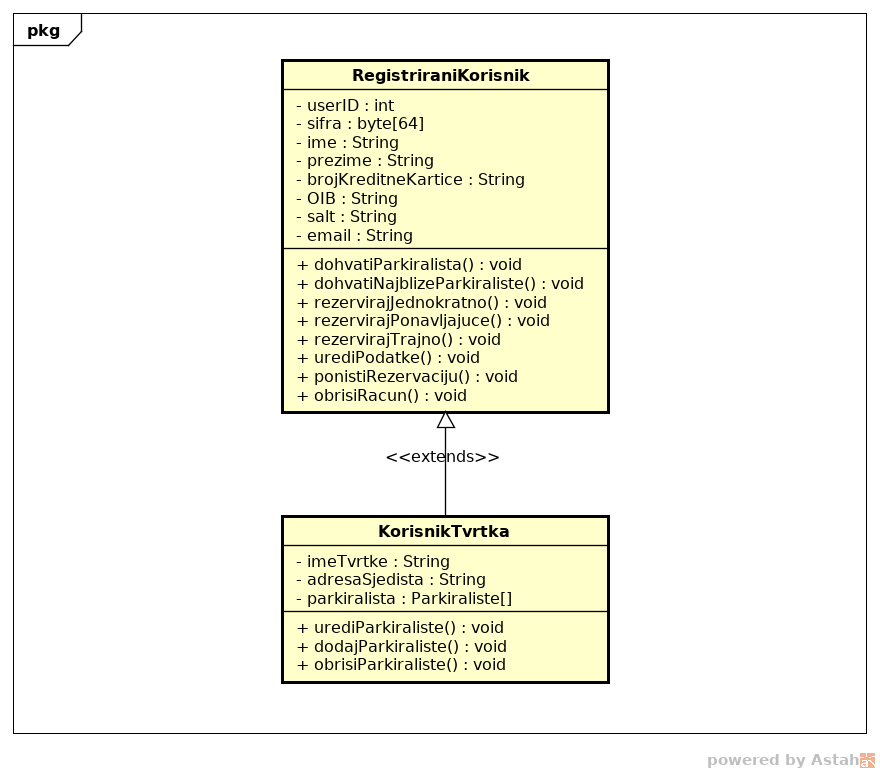 pkg
RegistriraniKorisnik
- userID : int
- sifra : byte[64]
- ime : String
- prezime : String
- brojKreditneKartice : String
- OIB : String
- salt : String
- email : String
+ dohvatiParkiralista() : void
+ dohvatiNajblizeParkiraliste() : void
+ rezervirajJednokratno() : void
+ rezervirajPonavljajuce() : void
+ rezervirajTrajno() : void
+ urediPodatke() : void
+ ponistiRezervaciju() : void
+ obrisiRacun() : void
<<extends>>
KorisnikTvrtka
- imeTvrtke : String
- adresaSjedista : String
- parkiralista : Parkiraliste[]
+ urediParkiraliste() : void
+ dodajParkiraliste() : void
+ obrisiParkiraliste() : void
powered by Astah